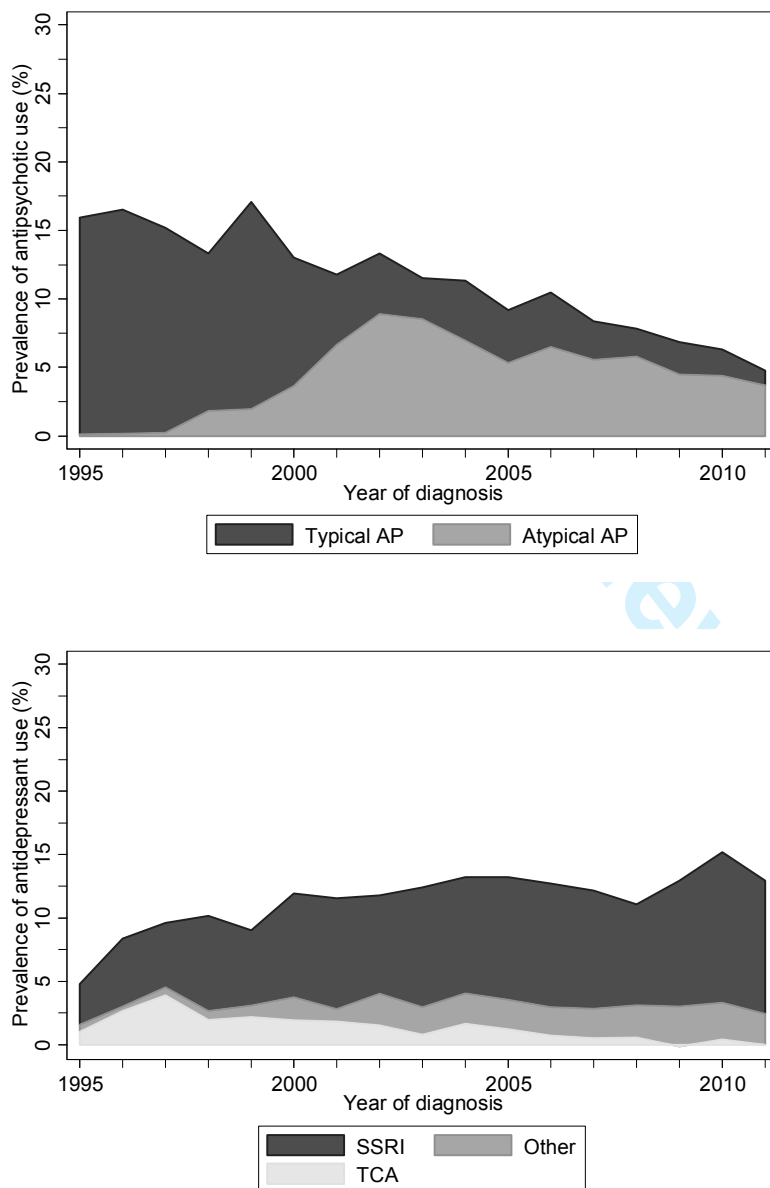 Prevalence of antipsychotic use (%)
30
25
20
15
10
5
0
1995 2000 2005 2010
Year of diagnosis
Typical AP Atypical AP
Prevalence of antidepressant use (%)
30
25
20
15
10
5
0
1995 2000 2005 2010
Year of diagnosis
SSRI Other
TCA